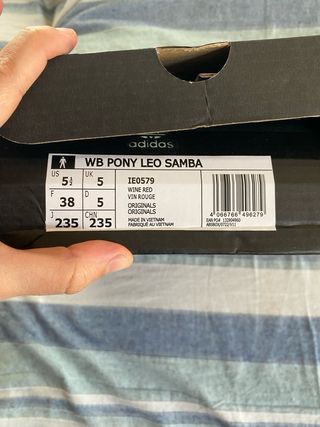 adidas
WB PONY LEO SAMBA
US UK
5½ 5
F D
38 5
J CHN
235 235
IE0579
WINE RED
VIN ROUGE
ORIGINALS
ORIGINALS
MADE IN VIETNAM
FABRIQUÉ AU VIETNAM
4 066766 496279